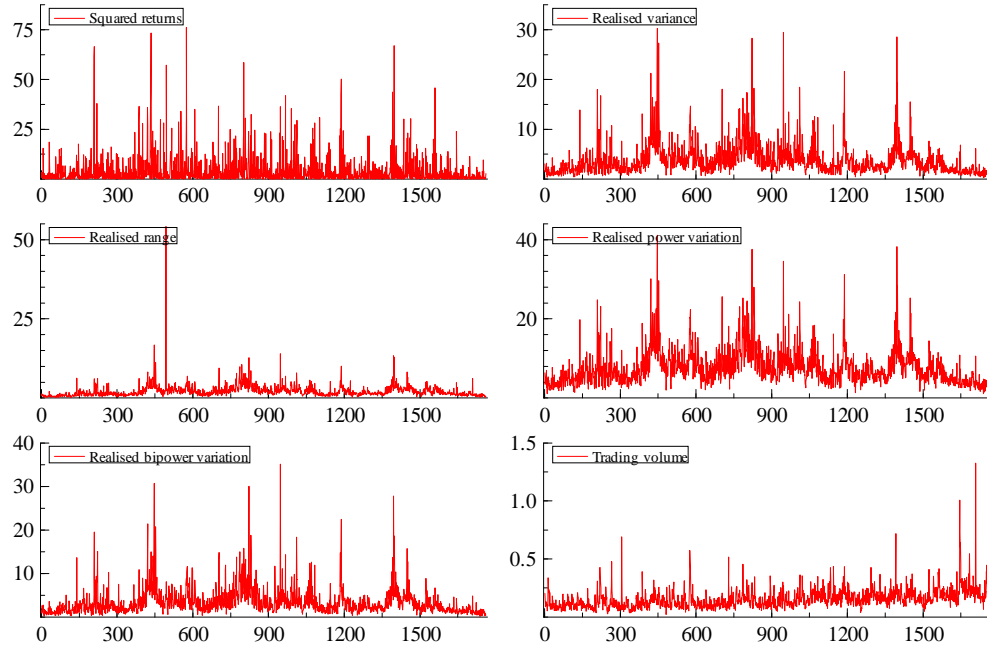 Squared returns
75
50
25
0 300 600 900 1200 1500
Realised variance
30
20
10
0 300 600 900 1200 1500
Realised range
50
25
0 300 600 900 1200 1500
Realised power variation
40
20
0 300 600 900 1200 1500
Realised bipower variation
40
30
20
10
0 300 600 900 1200 1500
Trading volume
1.5
1.0
0.5
0 300 600 900 1200 1500